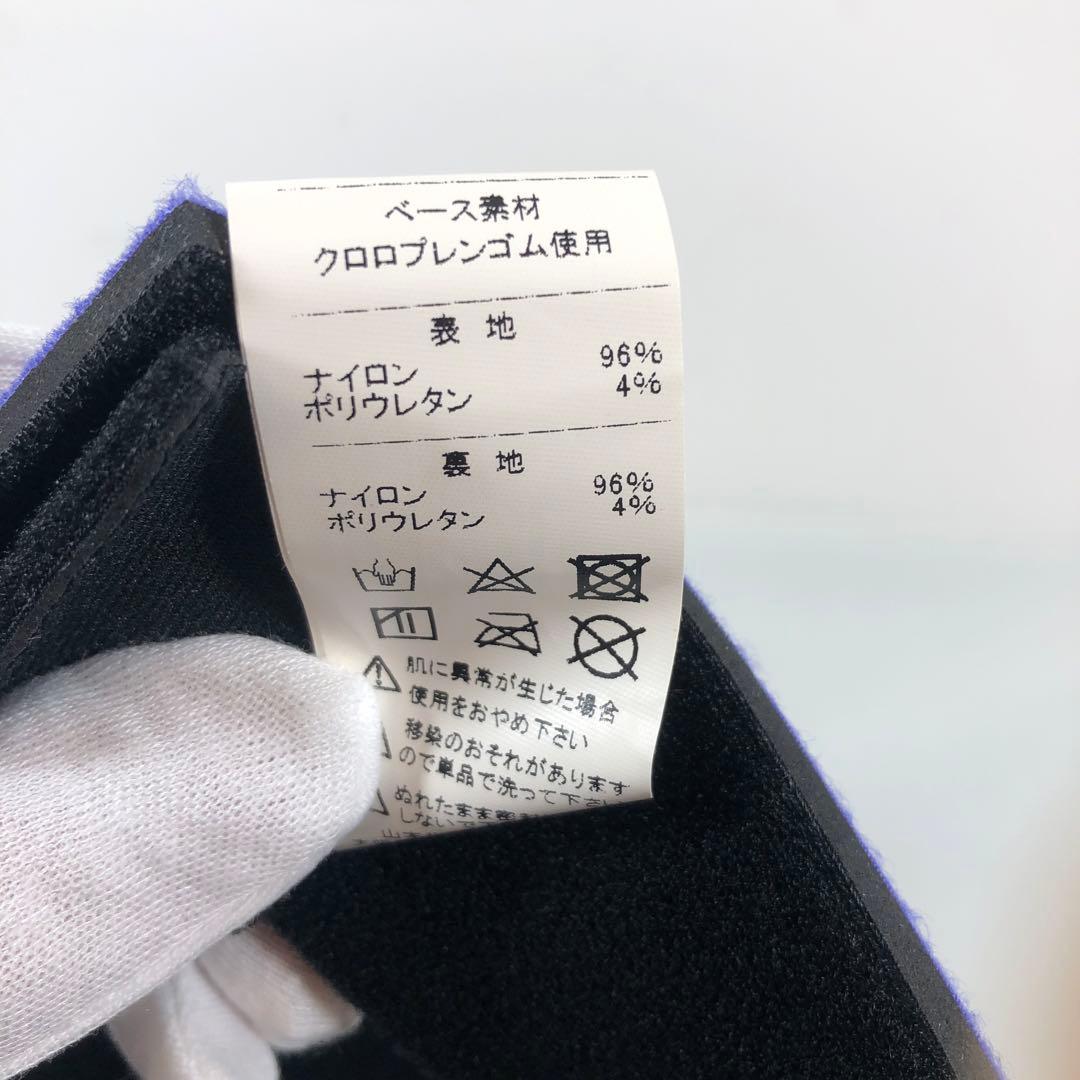 ベース素材
クロロプレンゴム使用
表 地
ナイロン 96%
ポリウレタン 4%
裏 地
ナイロン 96%
ポリウレタン 4%
肌に異常が生じた場合
使用をおやめ下さい
移染のおそれがあります
ので単品で洗って下さい
ぬれたまま
しないで